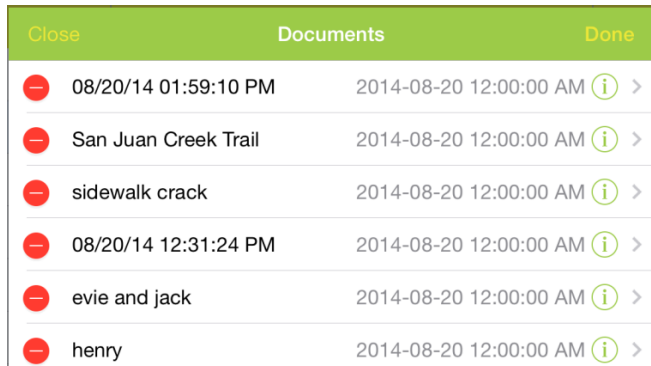 Close Documents Done
08/20/14 01:59:10 PM 2014-08-20 12:00:00 AM i
San Juan Creek Trail 2014-08-20 12:00:00 AM i
sidewalk crack 2014-08-20 12:00:00 AM i
08/20/14 12:31:24 PM 2014-08-20 12:00:00 AM i
evie and jack 2014-08-20 12:00:00 AM i
henry 2014-08-20 12:00:00 AM i